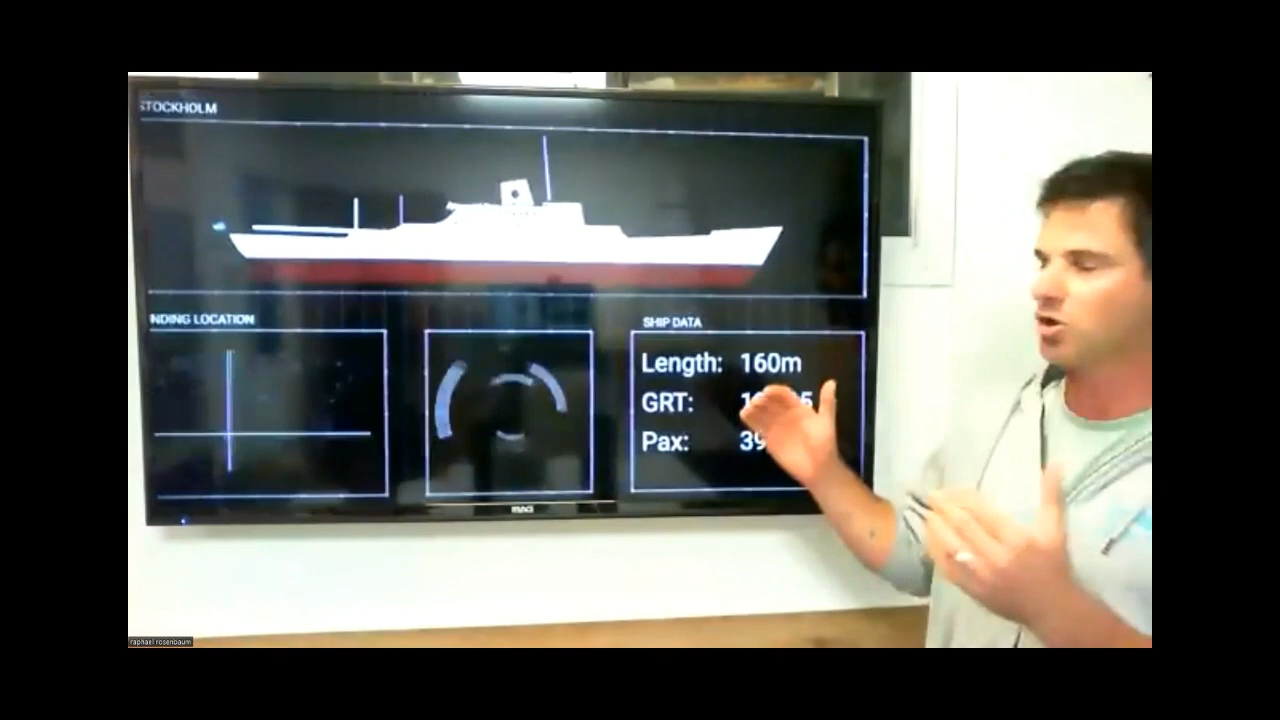 STOCKHOLM
NDING LOCATION
SHIP DATA
Length: 160m
GRT:
Pax:
raphael rosenbaum